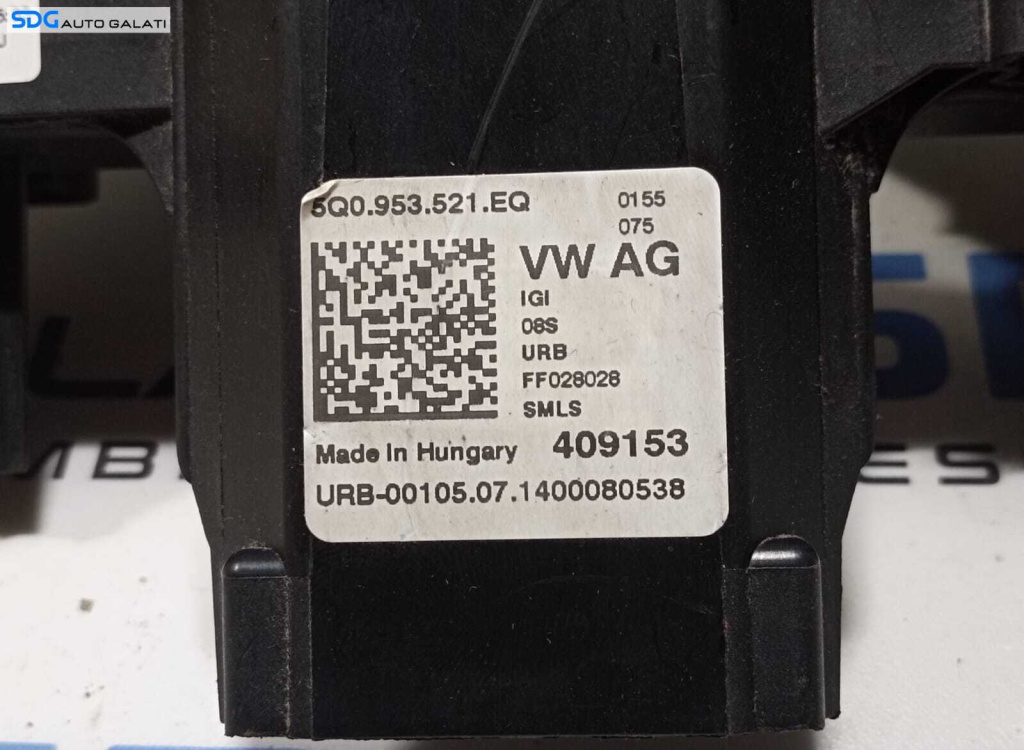 SDG AUTO GALATI
5Q0.953.521.EQ
0155
075
VW AG
IGI
08S
URB
FF028028
SMLS
Made In Hungary 409153
URB-00105.07.1400080538